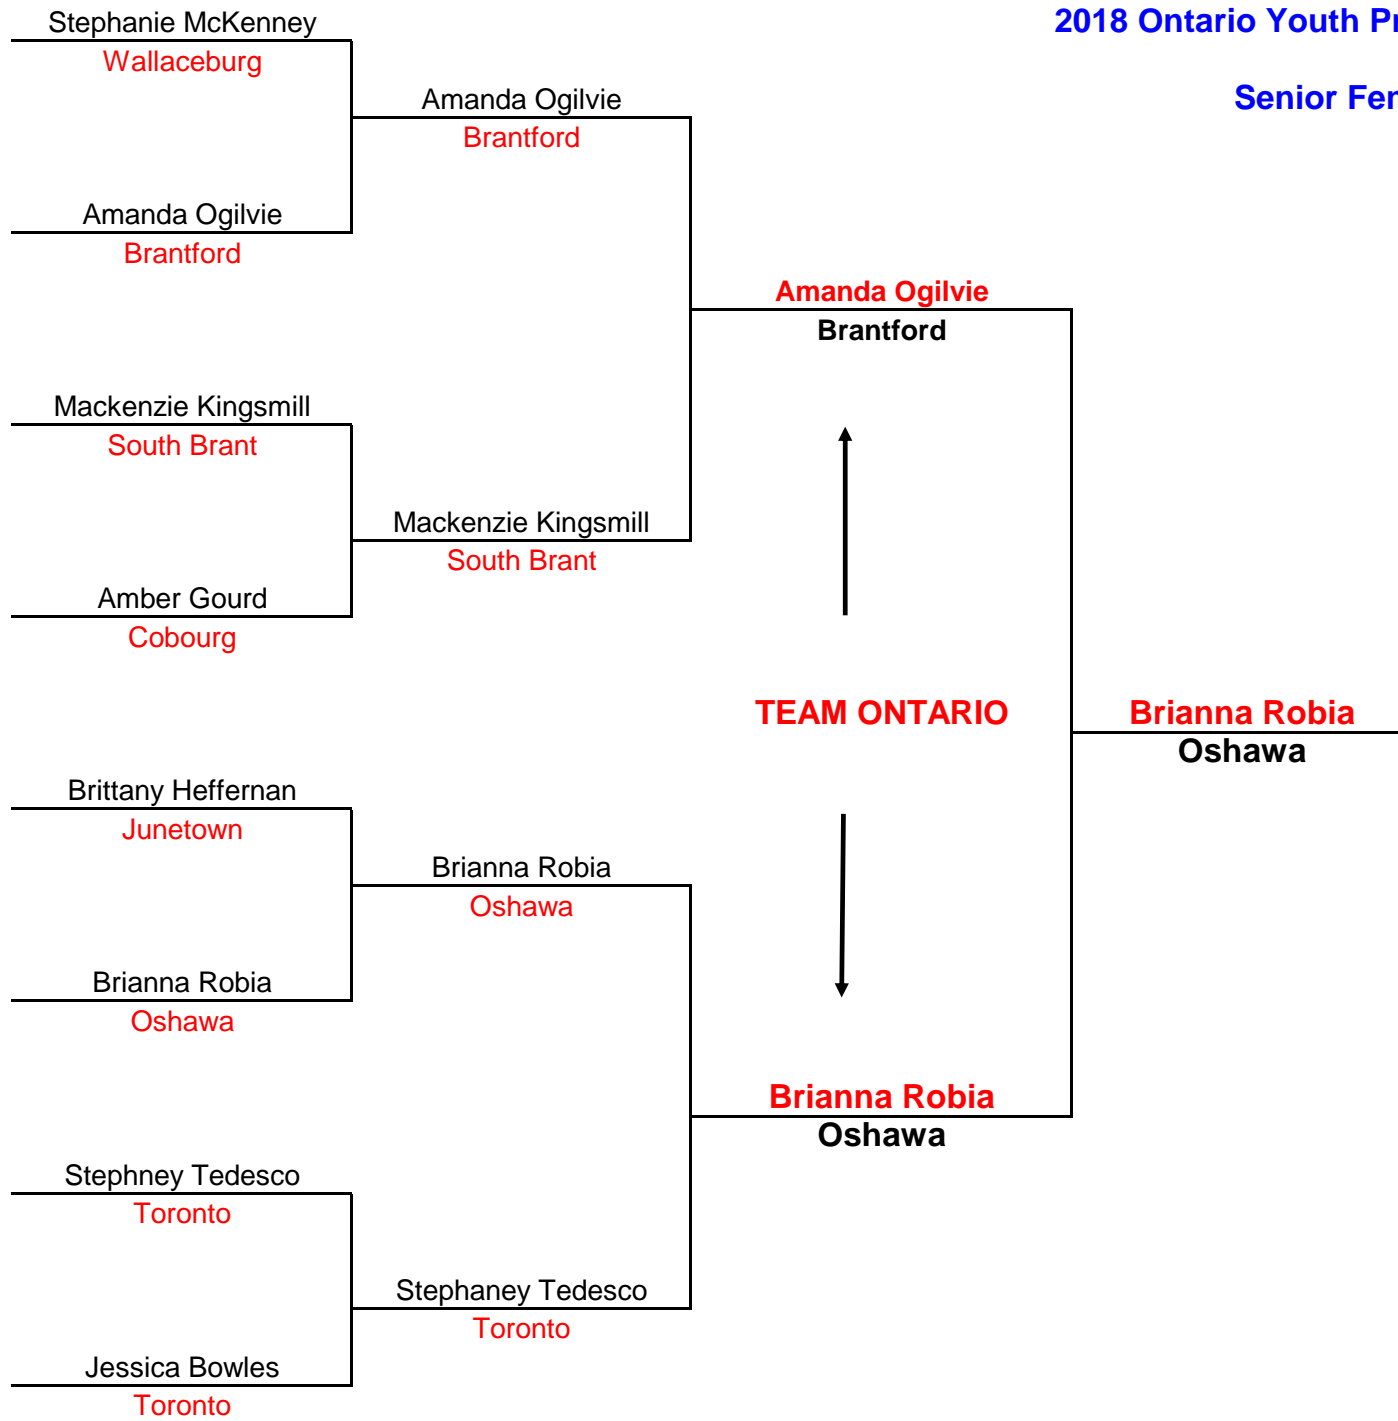 Stephanie McKenney
2018 Ontario Youth Pr
Wallaceburg
Amanda Ogilvie
Senior Fen
Brantford
Amanda Ogilvie
Brantford
Amanda Ogilvie
Brantford
Mackenzie Kingsmill
South Brant
Mackenzie Kingsmill
South Brant
Amber Gourd
Cobourg
TEAM ONTARIO
Brianna Robia
Oshawa
Brittany Heffernan
Junetown
Brianna Robia
Oshawa
Brianna Robia
Oshawa
Brianna Robia
Oshawa
Stephney Tedesco
Toronto
Stephaney Tedesco
Toronto
Jessica Bowles
Toronto